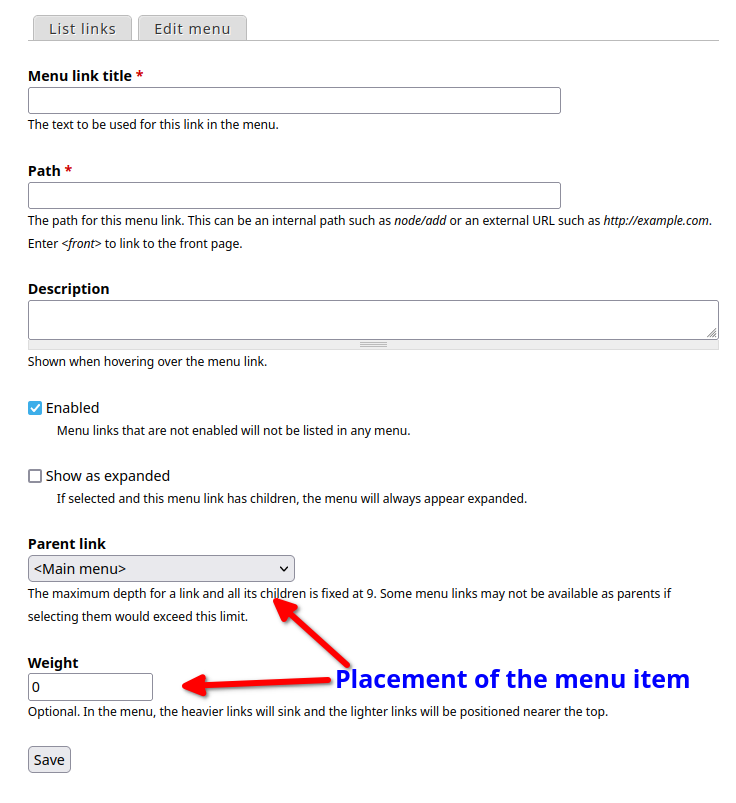 List links Edit menu
Menu link title *
The text to be used for this link in the menu.
Path *
The path for this menu link. This can be an internal path such as node/add or an external URL such as http://example.com.
Enter <front> to link to the front page.
Description
Shown when hovering over the menu link.
Enabled
Menu links that are not enabled will not be listed in any menu.
Show as expanded
If selected and this menu link has children, the menu will always appear expanded.
Parent link
<Main menu>
The maximum depth for a link and all its children is fixed at 9. Some menu links may not be available as parents if
selecting them would exceed this limit.
Weight
Placement of the menu item
0
Optional. In the menu, the heavier links will sink and the lighter links will be positioned nearer the top.
Save